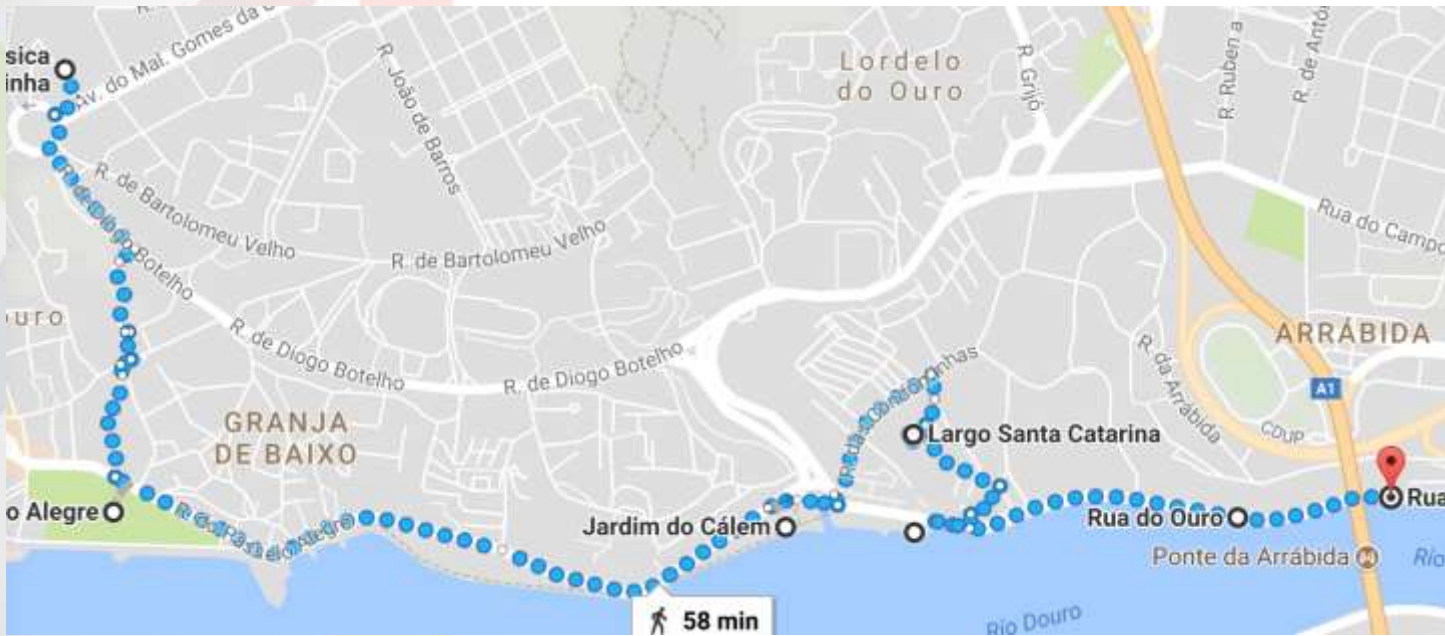 sica
inha
Av. do Mal. Gomes da
R. João de Barros
R. de Bartolomeu Velho
R. de Bartolomeu Velho
R. de Diogo Botelho
R. de Diogo Botelho
R. de Diogo Botelho
Lordelo
do Ouro
R. Grijó
R. Ruben a
R. de Antón
Rua do Campo
ouro
GRANJA
DE BAIXO
ARRÁBIDA
A1
R. da Arrábida
CDUP
Largo Santa Catarina
o Alegre
Jardim do Cálem
Rua do Ouro
Rua
Ponte da Arrábida
Rio
Rio Douro
58 min